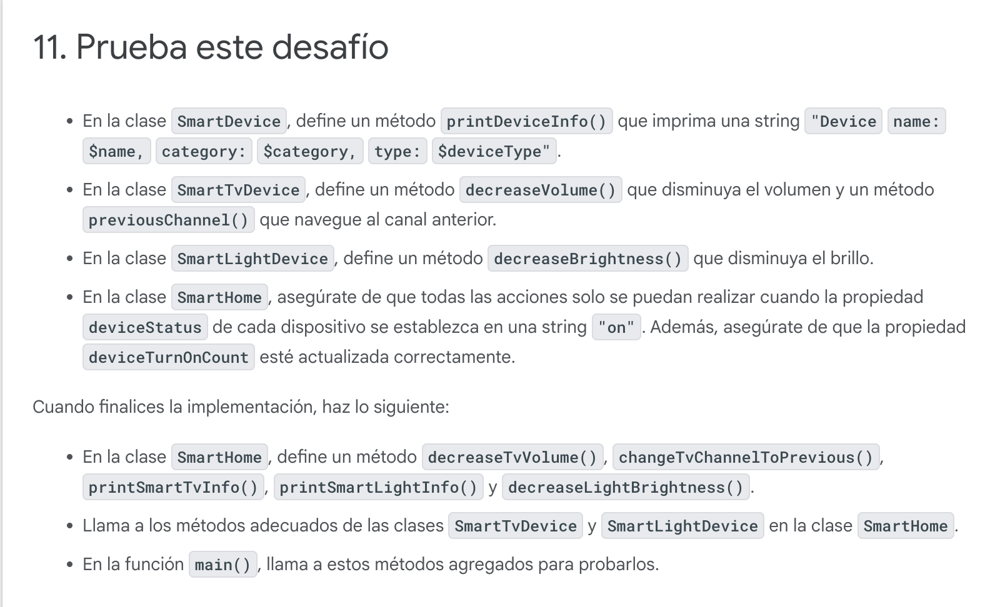 11. Prueba este desafío
• En la clase SmartDevice, define un método printDeviceInfo() que imprima una string "Device name:
$name, category: $category, type: $deviceType".
• En la clase SmartTvDevice, define un método decreaseVolume() que disminuya el volumen y un método
previousChannel() que navegue al canal anterior.
• En la clase SmartLightDevice, define un método decreaseBrightness() que disminuya el brillo.
• En la clase SmartHome, asegúrate de que todas las acciones solo se puedan realizar cuando la propiedad
deviceStatus de cada dispositivo se establezca en una string "on". Además, asegúrate de que la propiedad
deviceTurnOnCount esté actualizada correctamente.
Cuando finalices la implementación, haz lo siguiente:
• En la clase SmartHome, define un método decreaseTvVolume(), changeTvChannelToPrevious(),
printSmartTvInfo(), printSmartLightInfo() y decreaseLightBrightness().
• Llama a los métodos adecuados de las clases SmartTvDevice y SmartLightDevice en la clase SmartHome.
• En la función main(), llama a estos métodos agregados para probarlos.